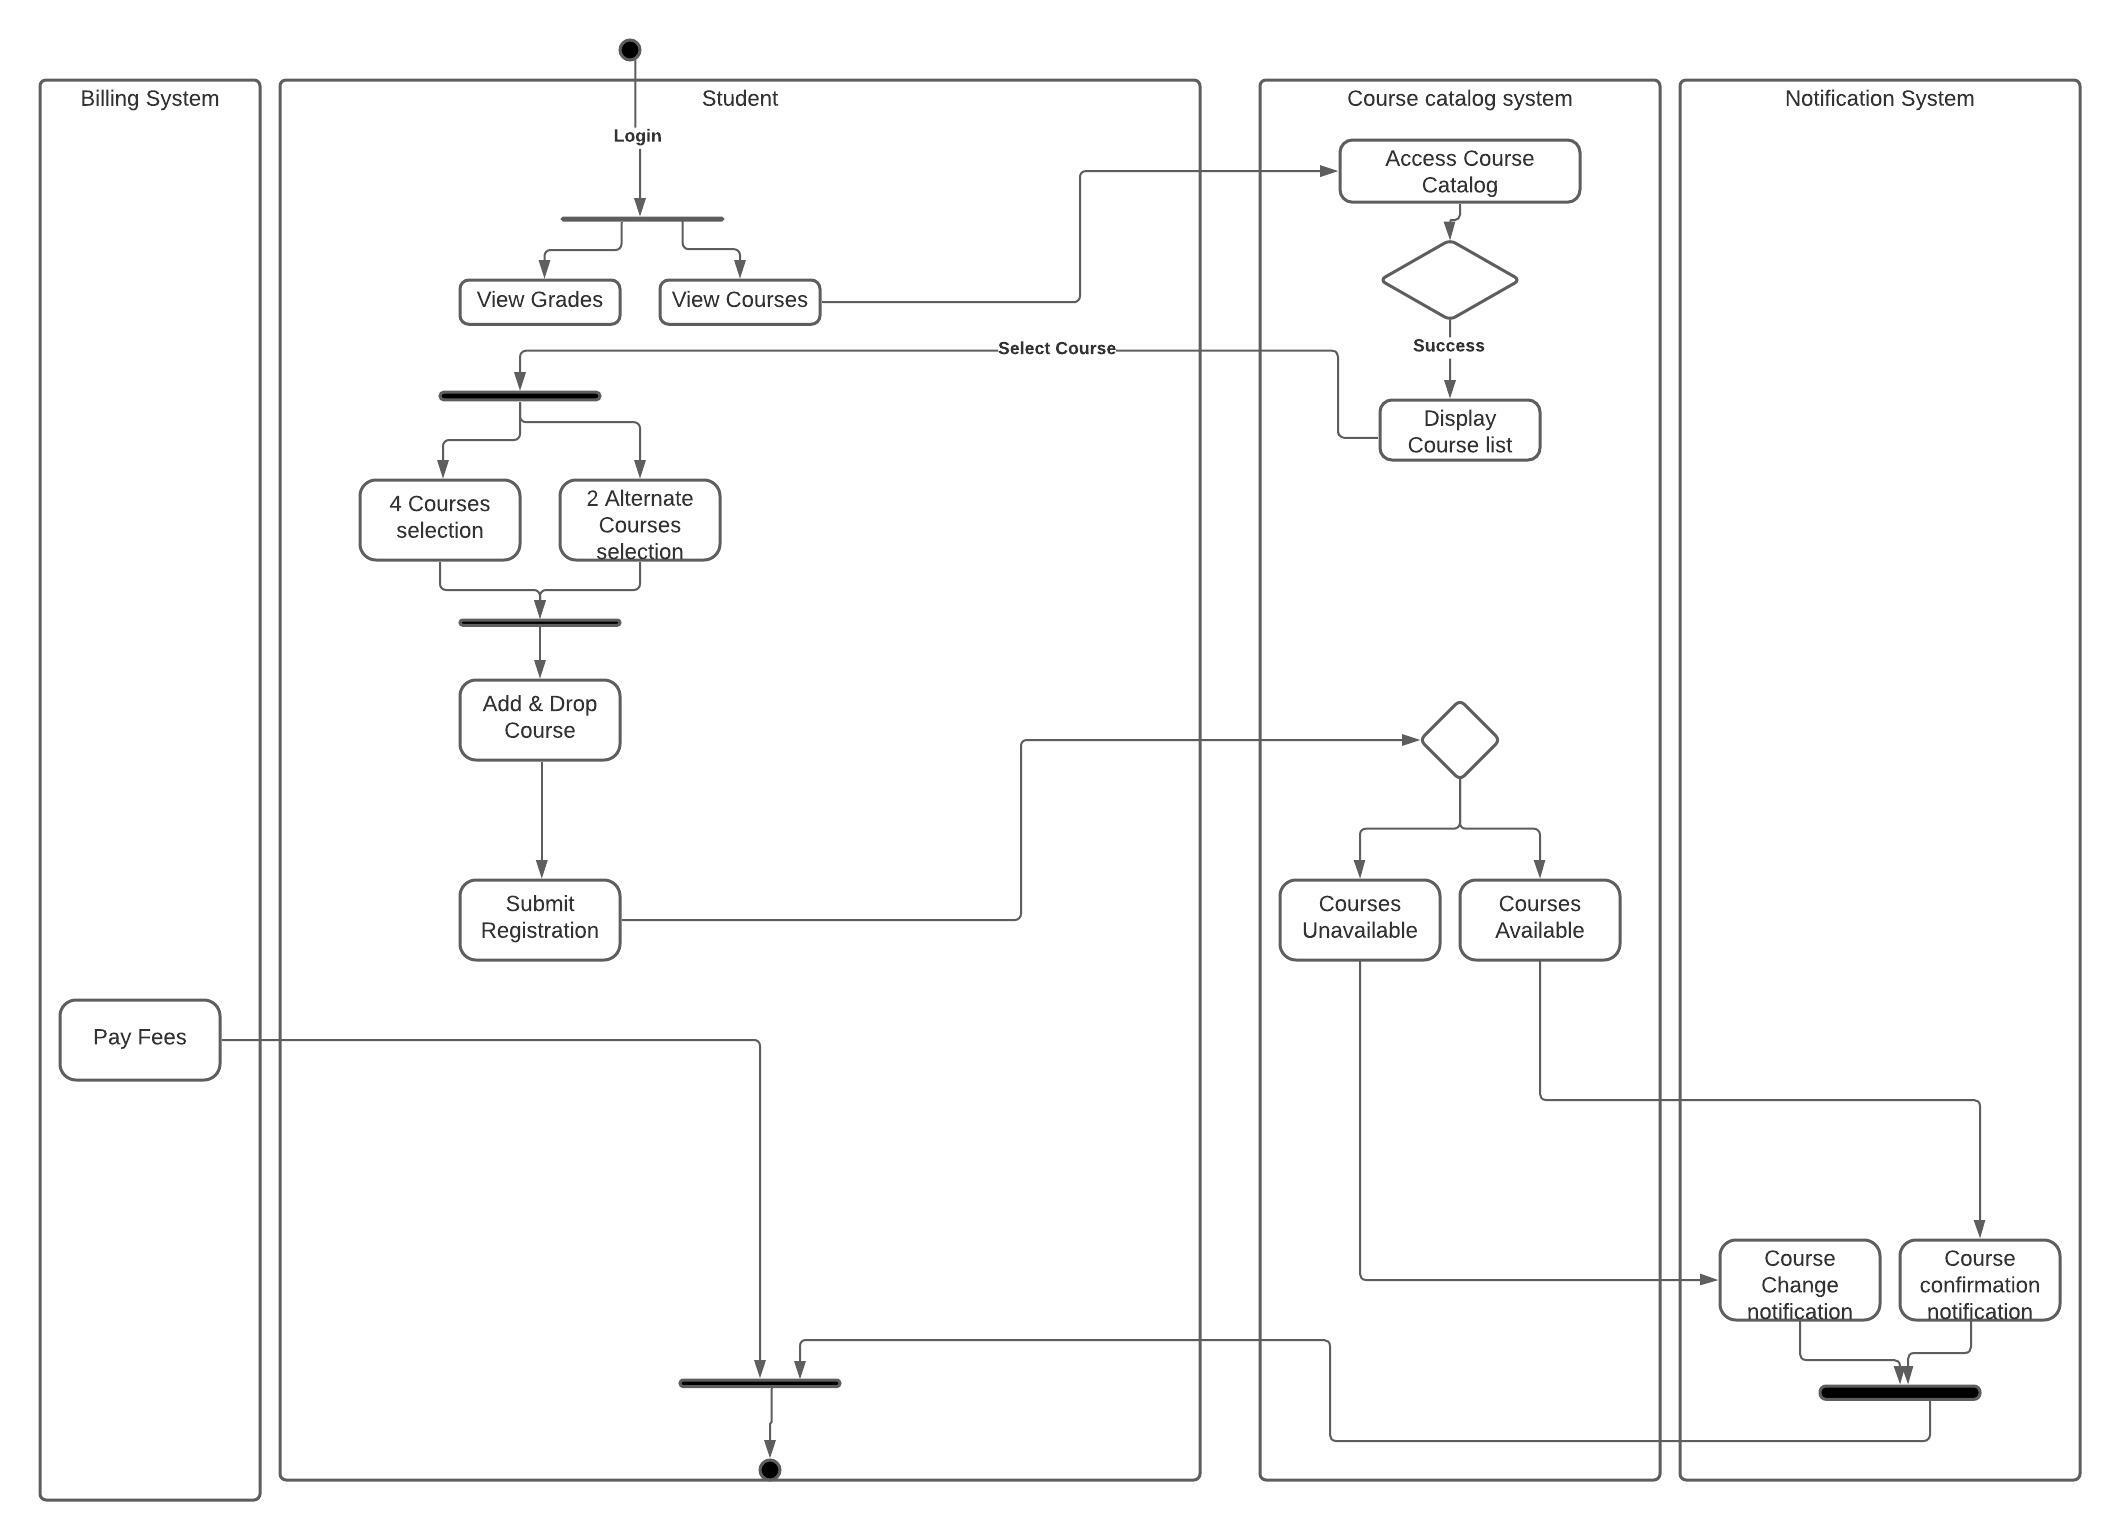 Billing System
Student
Course catalog system
Notification System
Login
Access Course
Catalog
View Grades
View Courses
Select Course
Success
Display
Course list
4 Courses
selection
2 Alternate
Courses
selection
Add & Drop
Course
Submit
Registration
Courses
Unavailable
Courses
Available
Pay Fees
Course
Change
notification
Course
confirmation
notification